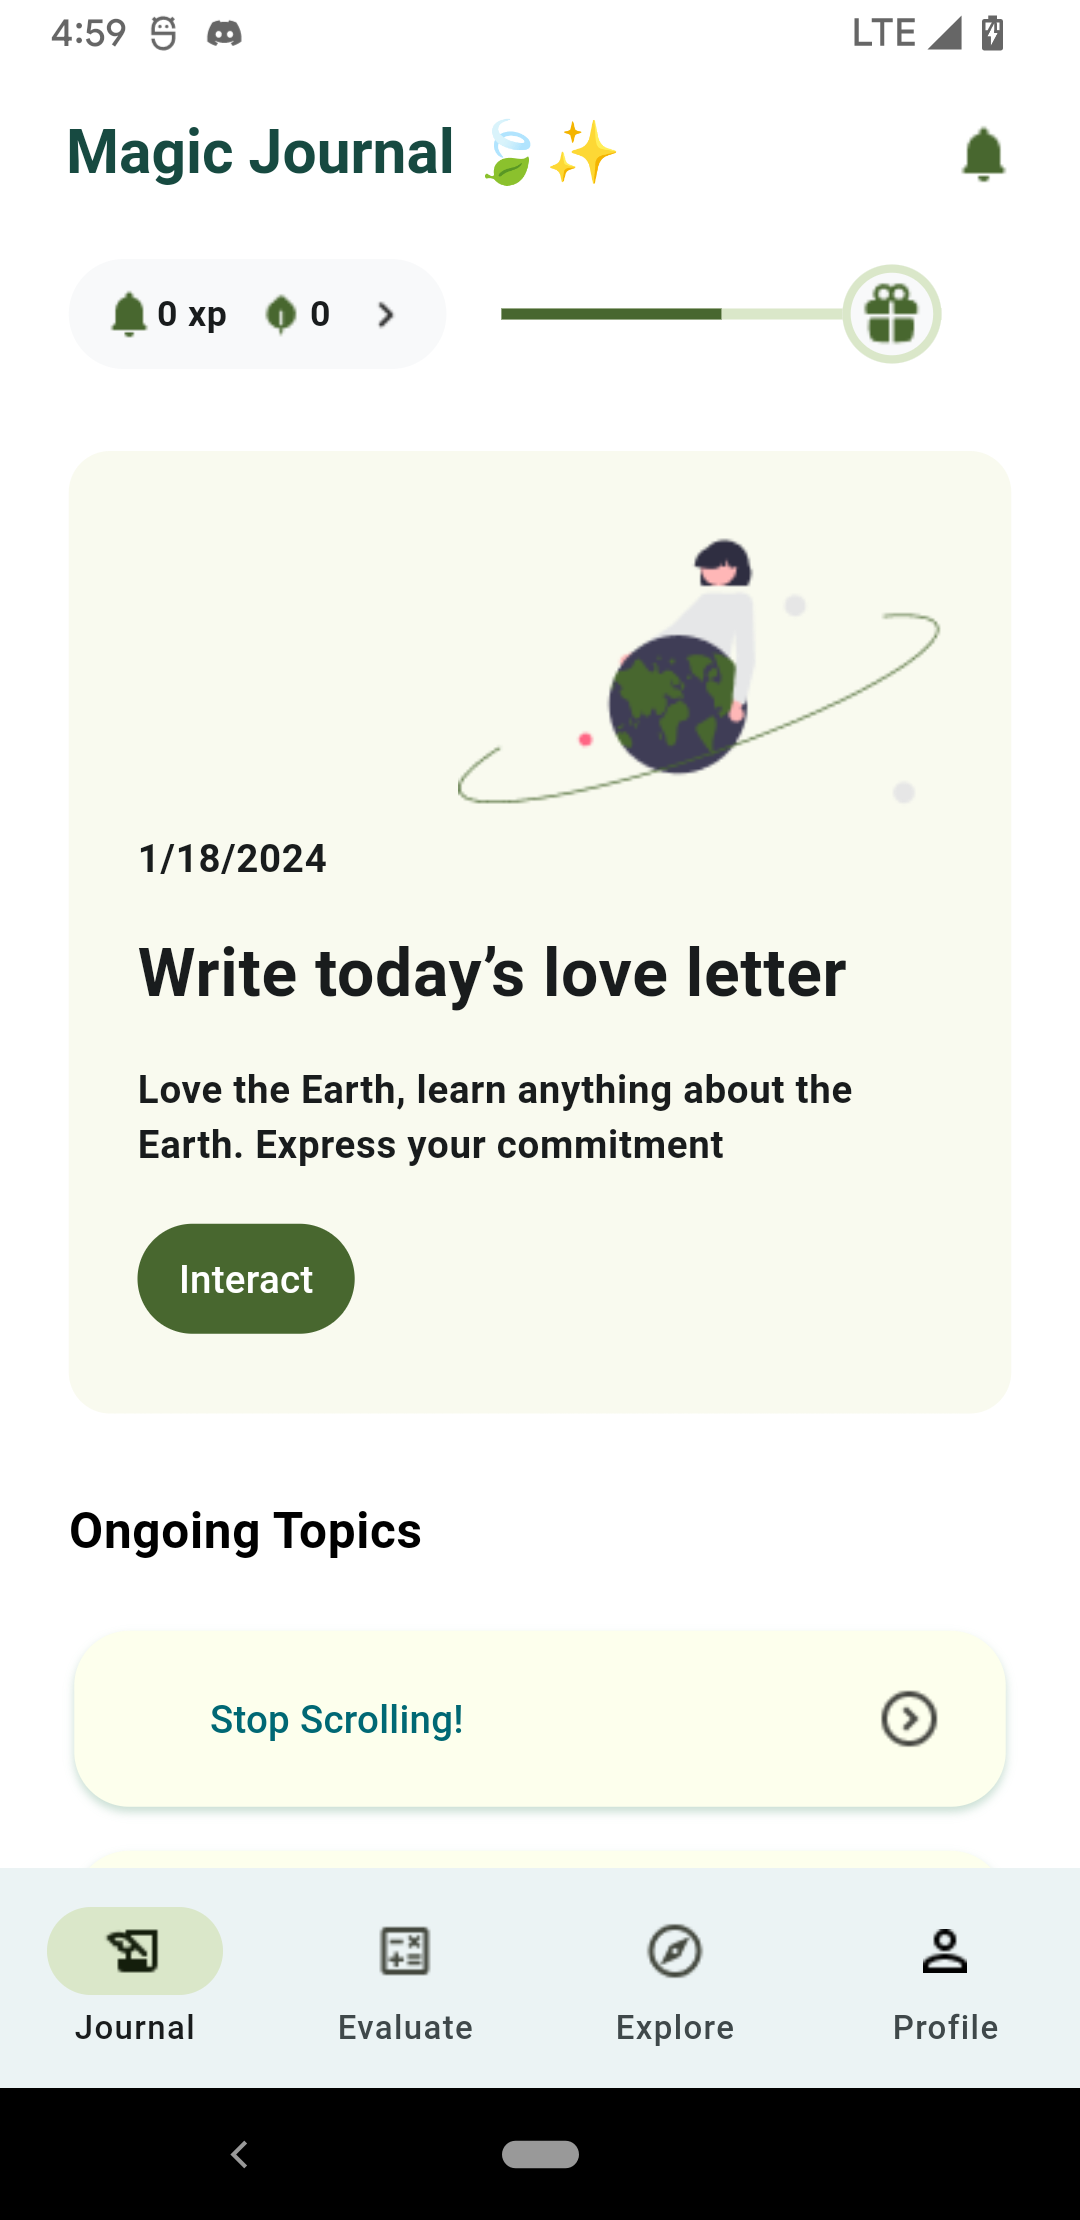 4:59
LTE
Magic Journal 🍃✨
0 xp
0
1/18/2024
Write today’s love letter
Love the Earth, learn anything about the
Earth. Express your commitment
Interact
Ongoing Topics
Stop Scrolling!
Journal
Evaluate
Explore
Profile